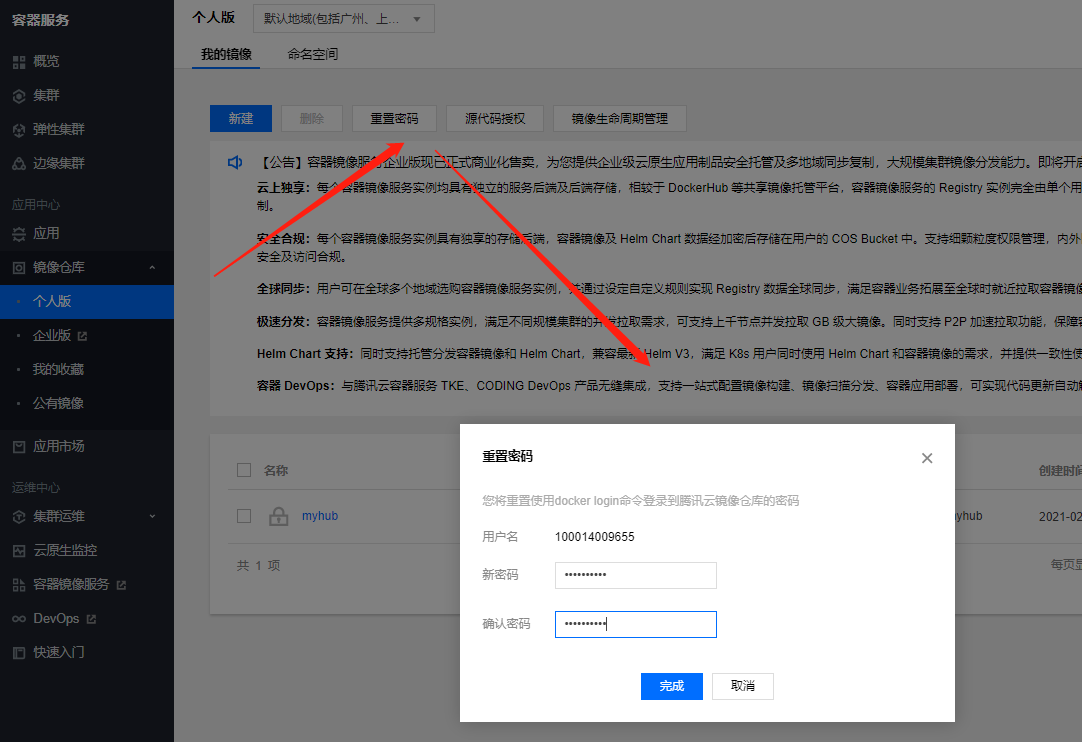 容器服务
概览
集群
弹性集群
边缘集群
应用中心
应用
镜像仓库
个人版
企业版
我的收藏
公有镜像
应用市场
运维中心
集群运维
云原生监控
容器镜像服务
DevOps
快速入门
个人版 默认地域(包括广州、上...
我的镜像 命名空间
新建 删除 重置密码 源代码授权 镜像生命周期管理
【公告】容器镜像服务企业版现已正式商业化售卖，为您提供企业级云原生应用制品安全托管及多地域同步复制，大规模集群镜像分发能力。即将开启
云上独享：每个容器镜像服务实例均具有独立的服务后端及后端存储，相较于 DockerHub 等共享镜像托管平台，容器镜像服务的 Registry 实例完全由单个用
制。
安全合规：每个容器镜像服务实例具有独享的存储后端，容器镜像及 Helm Chart 数据经加密后存储在用户的 COS Bucket 中。支持细颗粒度权限管理，内外
安全及访问合规。
全球同步：用户可在全球多个地域选购容器镜像服务实例，并通过设定自定义规则实现 Registry 数据全球同步，满足容器业务拓展至全球时就近拉取容器镜像
极速分发：容器镜像服务提供多规格实例，满足不同规模集群的并发拉取需求，可支持上千节点并发拉取 GB 级大镜像。同时支持 P2P 加速拉取功能，保障
Helm Chart 支持：同时支持托管分发容器镜像和 Helm Chart，兼容最新 Helm V3，满足 K8s 用户同时使用 Helm Chart 和容器镜像的需求，并提供一致性使
容器 DevOps：与腾讯云容器服务 TKE、CODING DevOps 产品无缝集成，支持一站式配置镜像构建、镜像扫描分发、容器应用部署，可实现代码更新自动
名称 创建时间
myhub yhub 2021-02
共 1 项 每页显
重置密码
您将重置使用docker login命令登录到腾讯云镜像仓库的密码
用户名 100014009655
新密码 ••••••••••
确认密码 ••••••••••
完成 取消